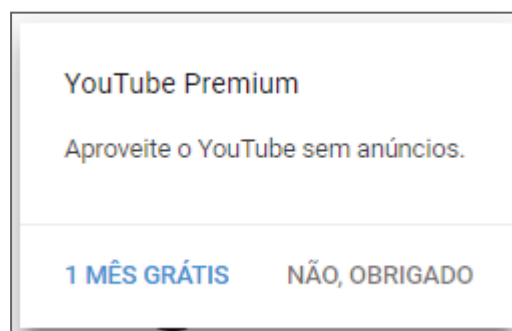 YouTube Premium
Aproveite o YouTube sem anúncios.
1 MÊS GRÁTIS NÃO, OBRIGADO